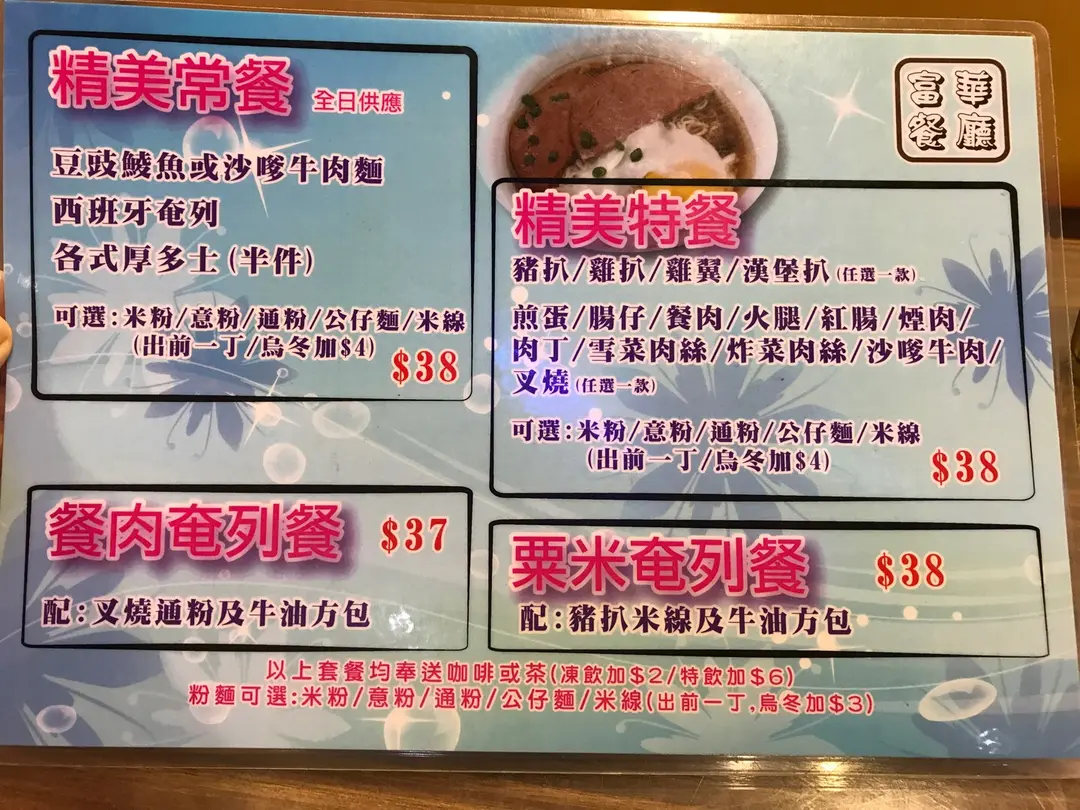 精美常餐 全日供應
豆豉鯪魚或沙嗲牛肉麵
西班牙奄列
各式厚多士(半件)
可選:米粉/意粉/通粉/公仔麵/米線
(出前一丁/烏冬加$4)
$38
富華
餐廳
精美特餐
豬扒/雞扒/雞翼/漢堡扒(任選一款)
煎蛋/腸仔/餐肉/火腿/紅腸/煙肉/
肉丁/雪菜肉絲/炸菜肉絲/沙嗲牛肉/
叉燒(任選一款)
可選:米粉/意粉/通粉/公仔麵/米線
(出前一丁/烏冬加$4)
$38
餐肉奄列餐 $37
配:叉燒通粉及牛油方包
粟米奄列餐 $38
配:豬扒米線及牛油方包
以上套餐均奉送咖啡或茶(凍飲加$2/特飲加$6)
粉麵可選:米粉/意粉/通粉/公仔麵/米線(出前一丁,烏冬加$3)